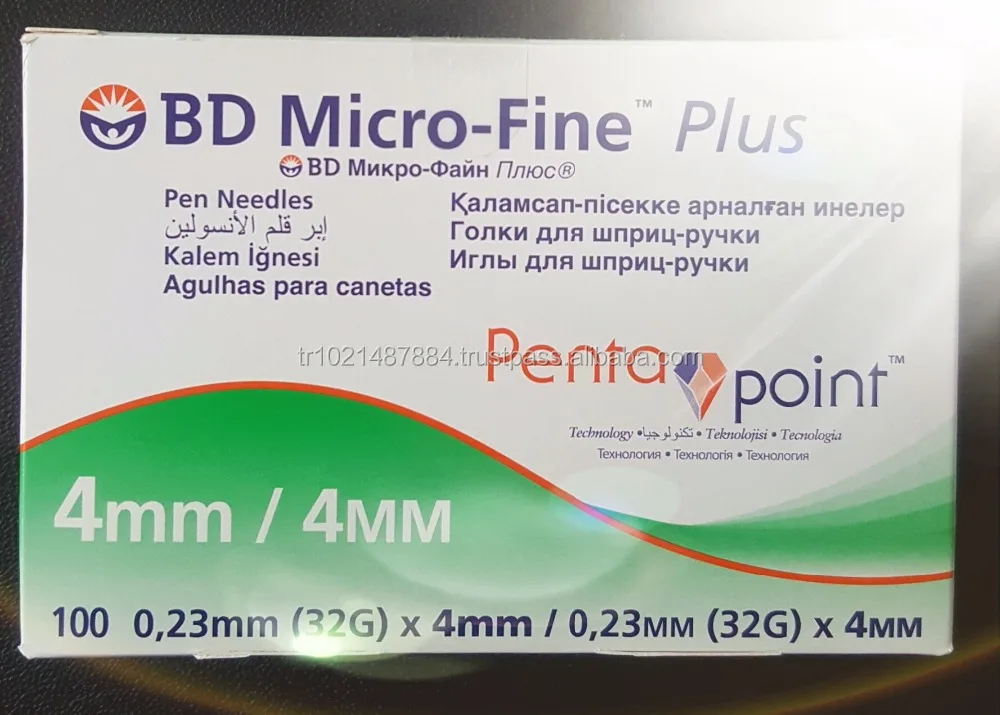 BD Micro-Fine™ Plus
BD Микро-Файн Плюс®
Pen Needles
إبر قلم الأنسولين
Kalem İğnesi
Agulhas para canetas
Қаламсап-пісекке арналған инелер
Голки для шприц-ручки
Иглы для шприц-ручки
tr1021487884.trustpass.alibaba.com
Penta point™
Technology • تكنولوجيا • Teknolojisi • Tecnologia
Технология • Технологія • Технология
4mm / 4мм
100 0,23mm (32G) x 4mm / 0,23мм (32G) x 4мм